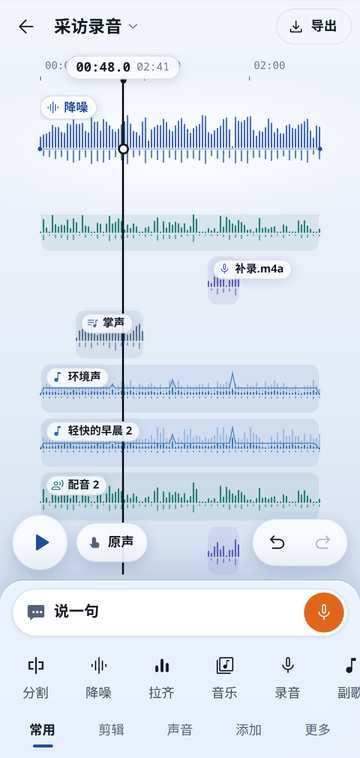 采访录音
导出
00:48.0 02:41
02:00
降噪
补录.m4a
掌声
环境声
轻快的早晨 2
配音 2
原声
说一句
分割
降噪
拉齐
音乐
录音
常用
剪辑
声音
添加
更多